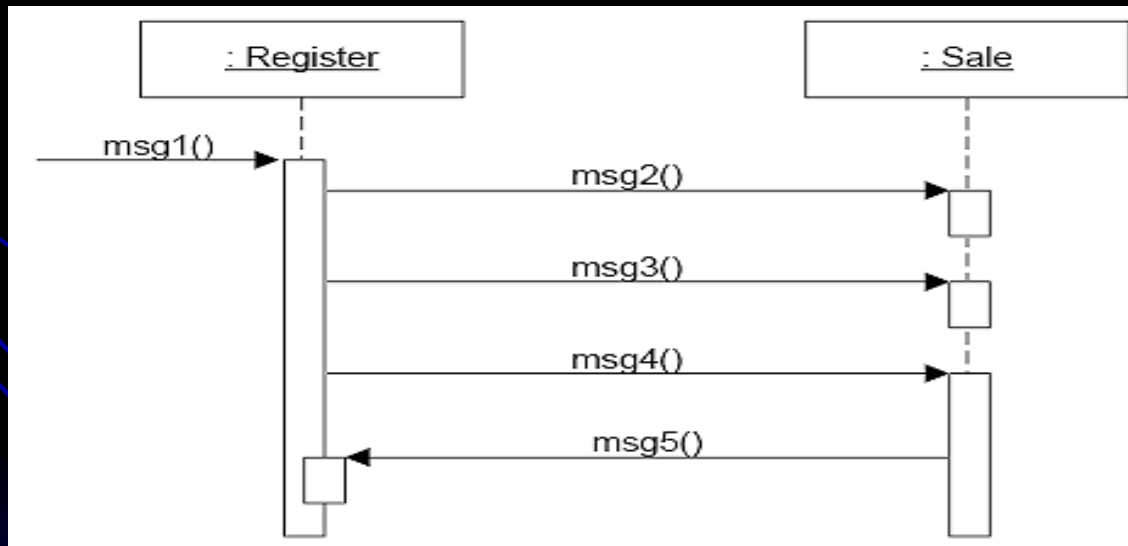 : Register
: Sale
msg1()
msg2()
msg3()
msg4()
msg5()